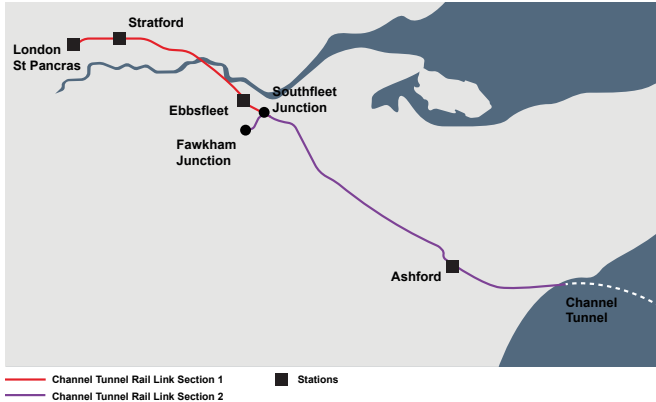 Stratford
London
St Pancras
Southfleet
Junction
Ebbsfleet
Fawkham
Junction
Ashford
Channel
Tunnel
Channel Tunnel Rail Link Section 1
Stations
Channel Tunnel Rail Link Section 2